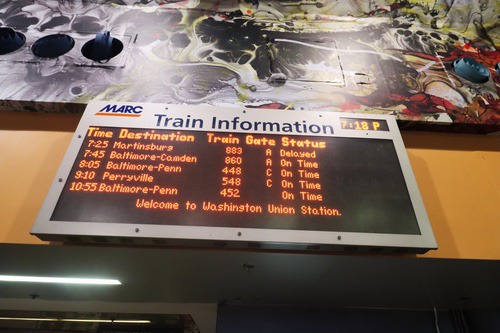 MARC Train Information 7:18 P
Time Destination Train Gate Status
7:25 Martinsburg 883 A Delayed
7:45 Baltimore-Camden 860 A On Time
8:05 Baltimore-Penn 448 C On Time
9:10 Perryville 548 C On Time
10:55 Baltimore-Penn 452 On Time
Welcome to Washington Union Station.